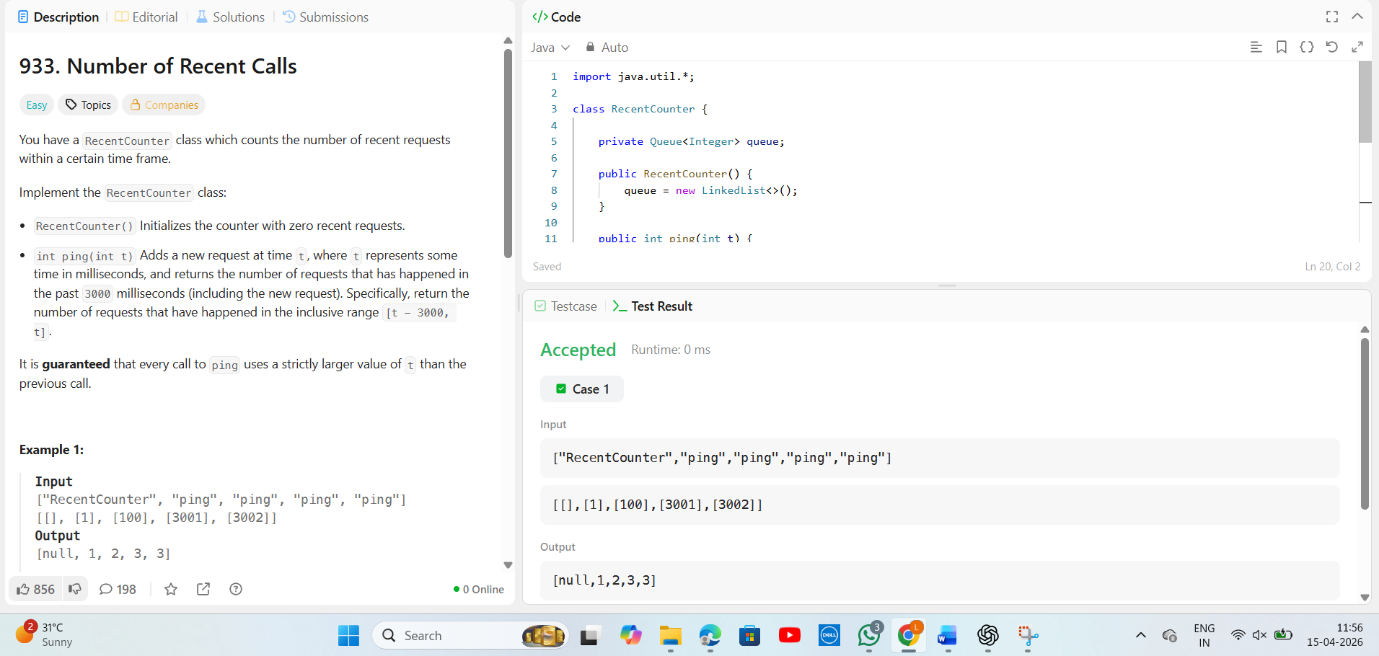 Description
Editorial
Solutions
Submissions
933. Number of Recent Calls
Easy
Topics
Companies
You have a RecentCounter class which counts the number of recent requests
within a certain time frame.
Implement the RecentCounter class:
• RecentCounter() Initializes the counter with zero recent requests.
• int ping(int t) Adds a new request at time t, where t represents some
time in milliseconds, and returns the number of requests that has happened in
the past 3000 milliseconds (including the new request). Specifically, return the
number of requests that have happened in the inclusive range [t - 3000,
t].
It is guaranteed that every call to ping uses a strictly larger value of t than the
previous call.
Example 1:
Input
["RecentCounter", "ping", "ping", "ping", "ping"]
[[], [1], [100], [3001], [3002]]
Output
[null, 1, 2, 3, 3]
856
198
0 Online
</> Code
Java
Auto
1 import java.util.*;
2
3 class RecentCounter {
4
5 private Queue<Integer> queue;
6
7 public RecentCounter() {
8 queue = new LinkedList<>();
9 }
10
11 public int ping(int t) {
Saved
Ln 20, Col 2
Testcase
Test Result
Accepted
Runtime: 0 ms
Case 1
Input
["RecentCounter","ping","ping","ping","ping"]
[[],[1],[100],[3001],[3002]]
Output
[null,1,2,3,3]
2
31°C
Sunny
Search
DELL
3
L
W
ENG
IN
11:56
15-04-2026